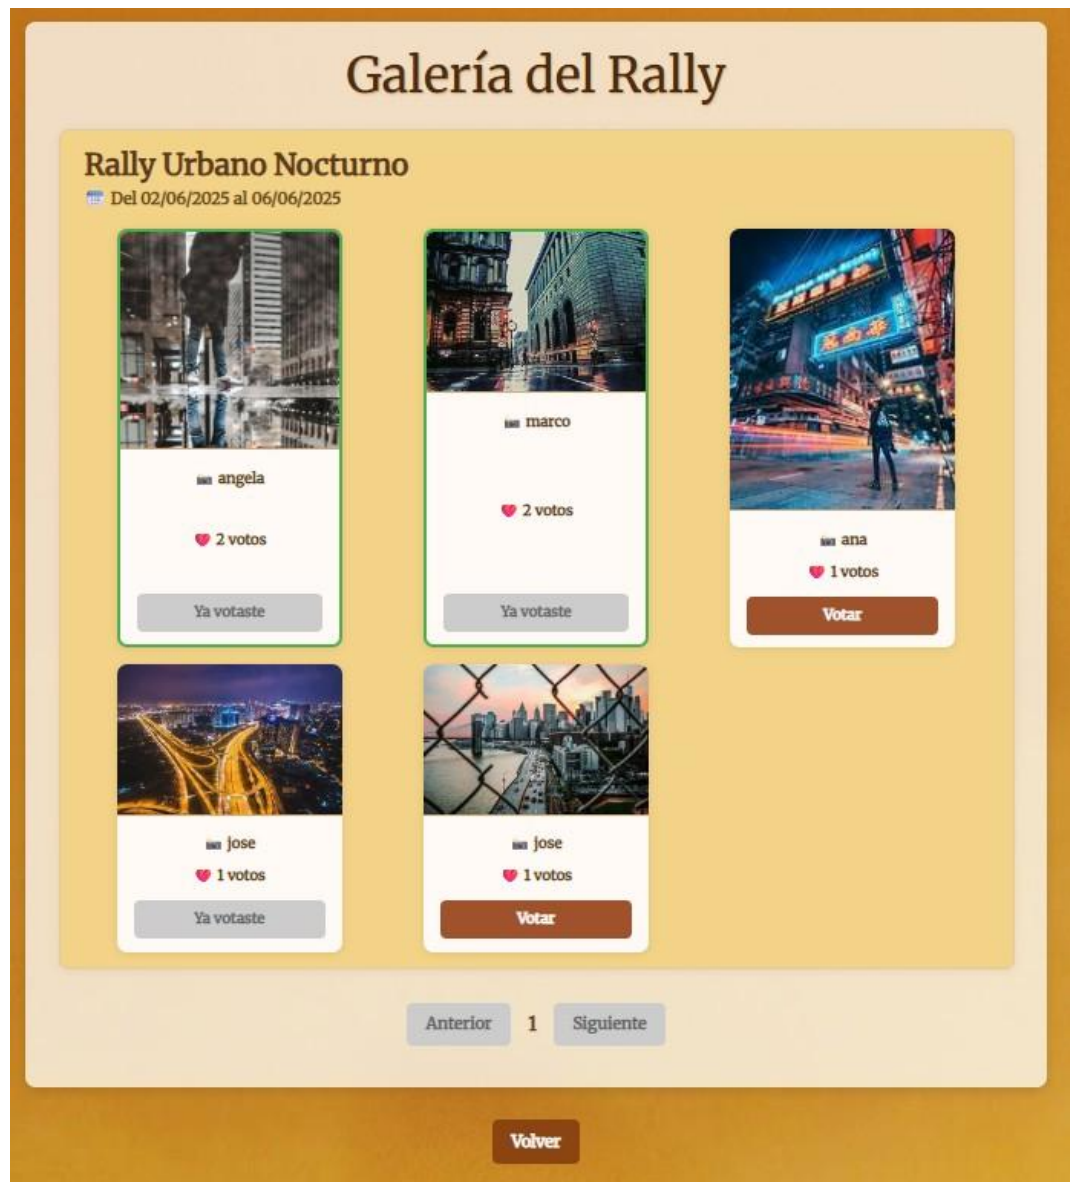 Galería del Rally
Rally Urbano Nocturno
Del 02/06/2025 al 06/06/2025
angela
2 votos
Ya votaste
marco
2 votos
Ya votaste
ana
1 votos
Votar
jose
1 votos
Ya votaste
jose
1 votos
Votar
Anterior 1 Siguiente
Volver